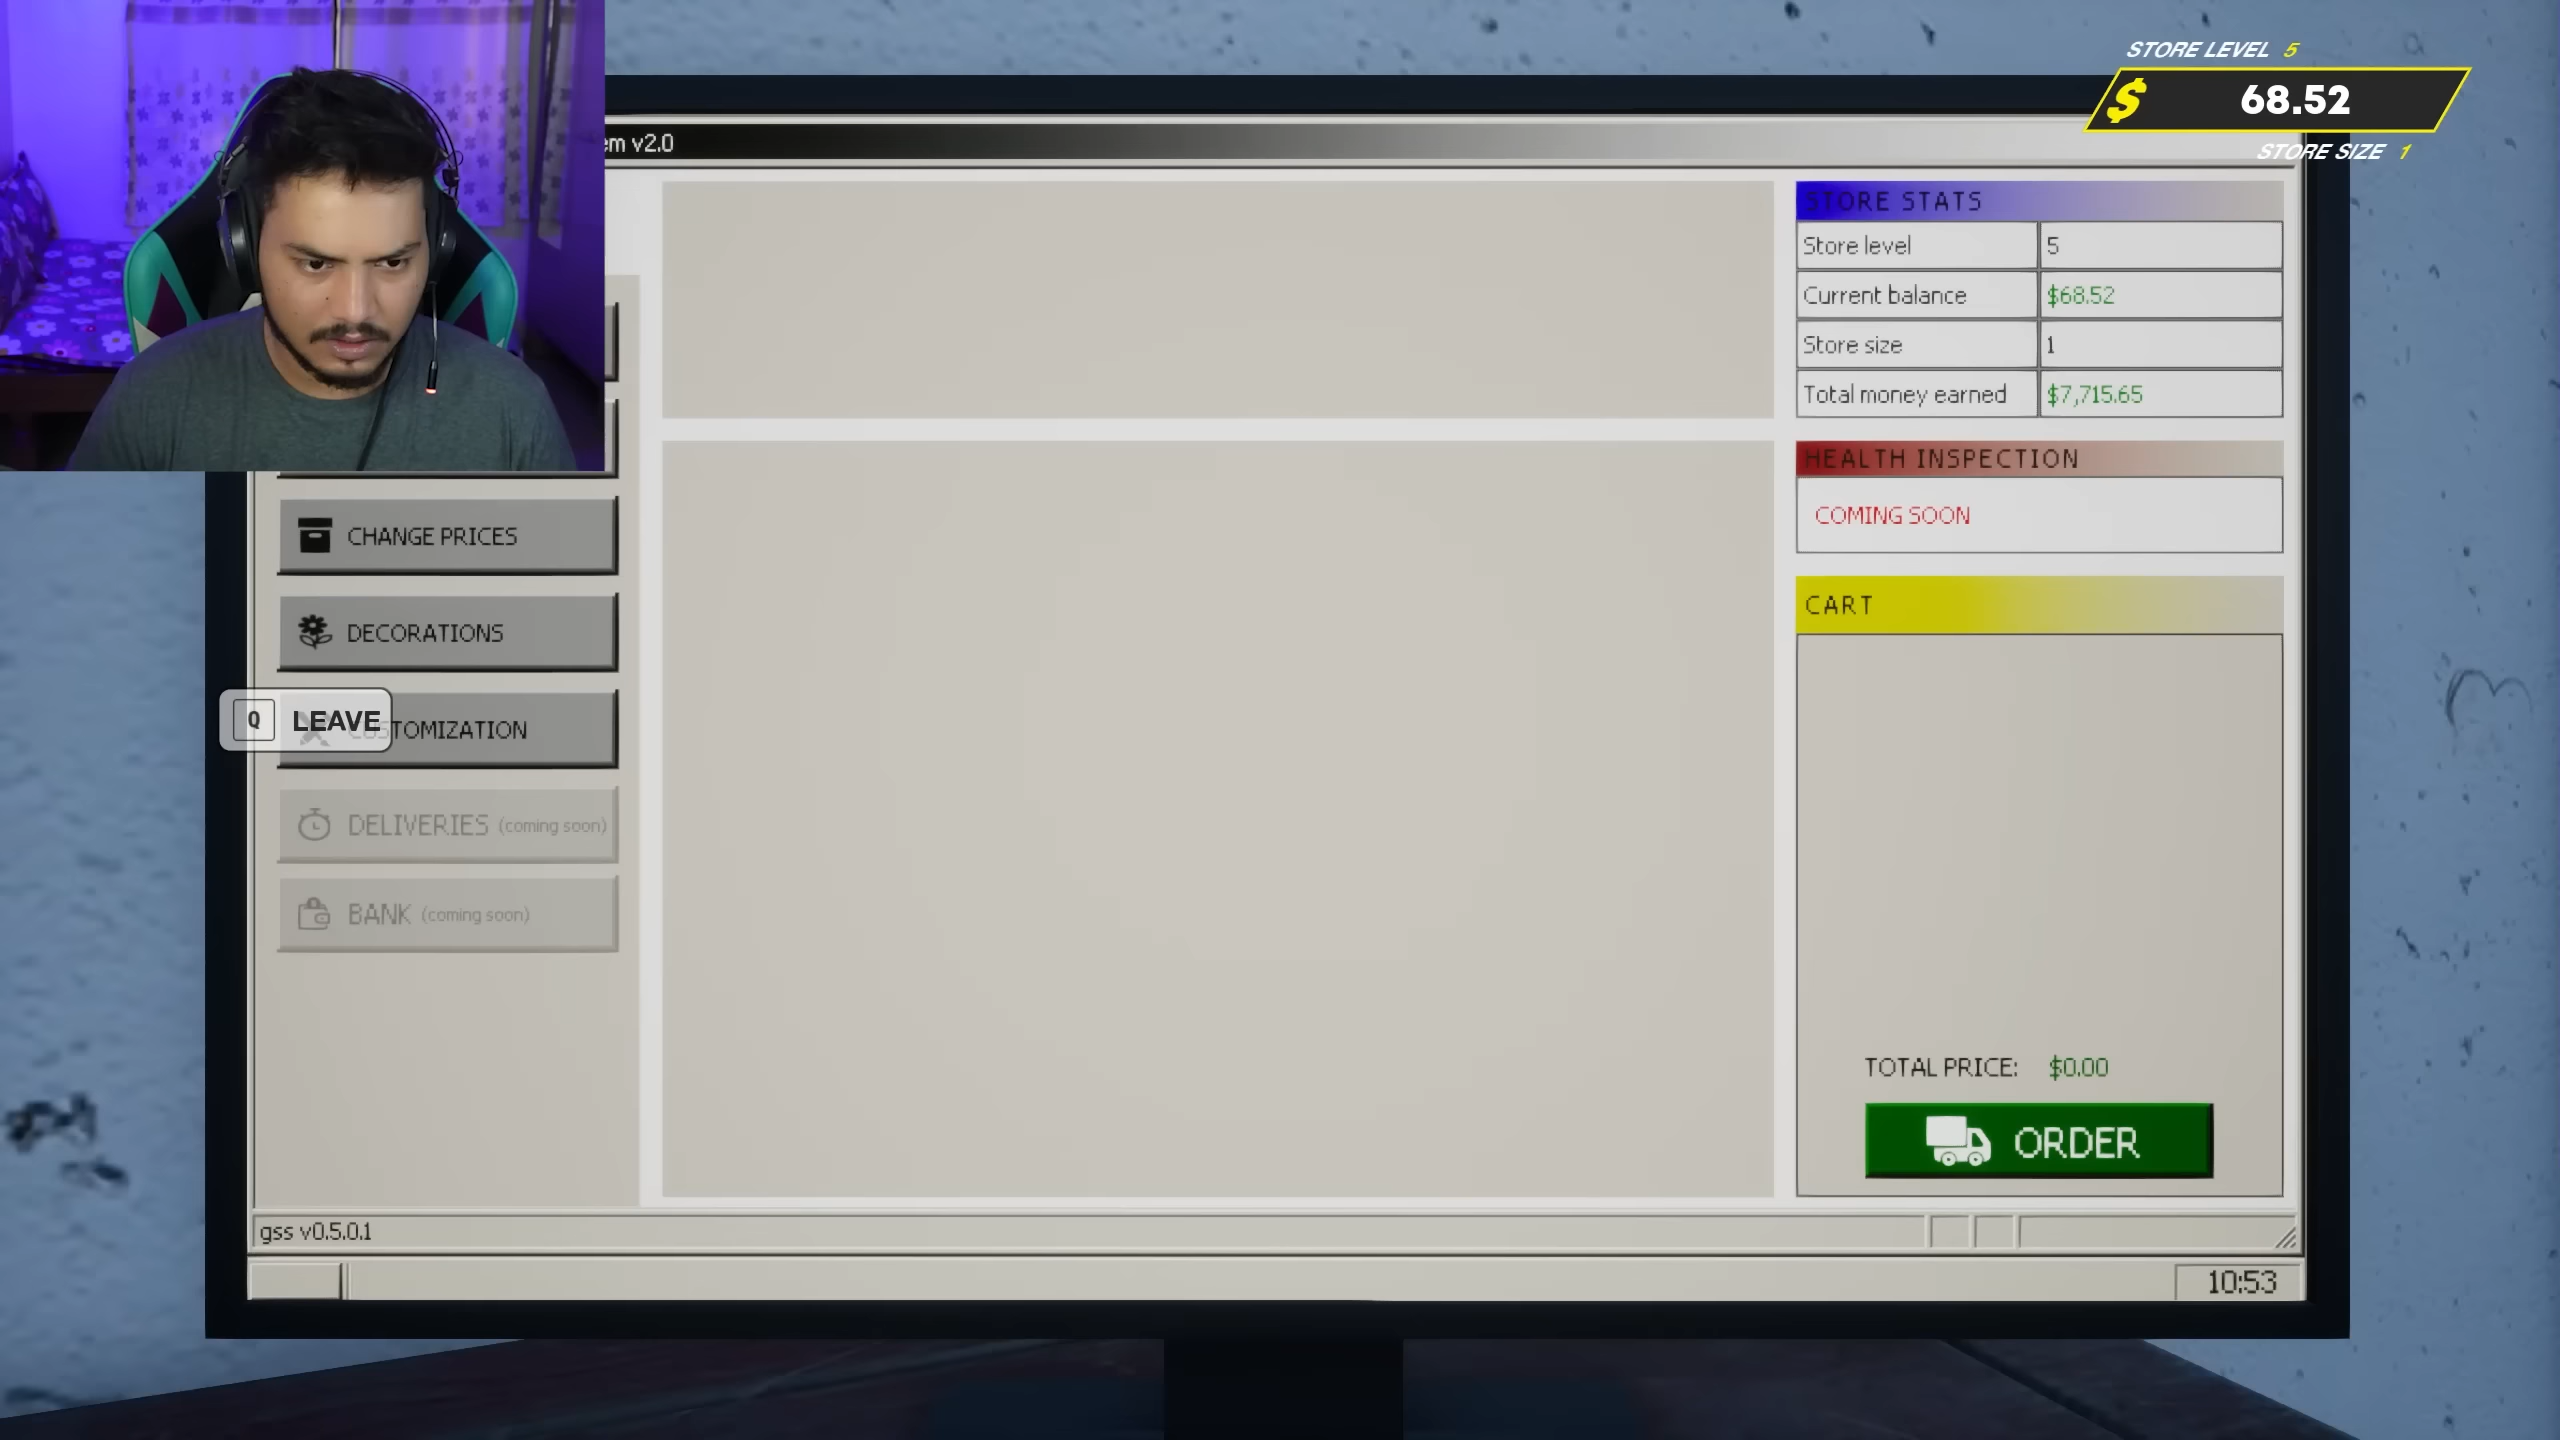 STORE LEVEL 5
$ 68.52
STORE SIZE 1
em v2.0
STORE STATS
Store level 5
Current balance $68.52
Store size 1
Total money earned $7,715.65
HEALTH INSPECTION
COMING SOON
CART
TOTAL PRICE: $0.00
ORDER
CHANGE PRICES
DECORATIONS
Q LEAVE
CUSTOMIZATION
DELIVERIES (coming soon)
BANK (coming soon)
gss v0.5.0.1
10:53